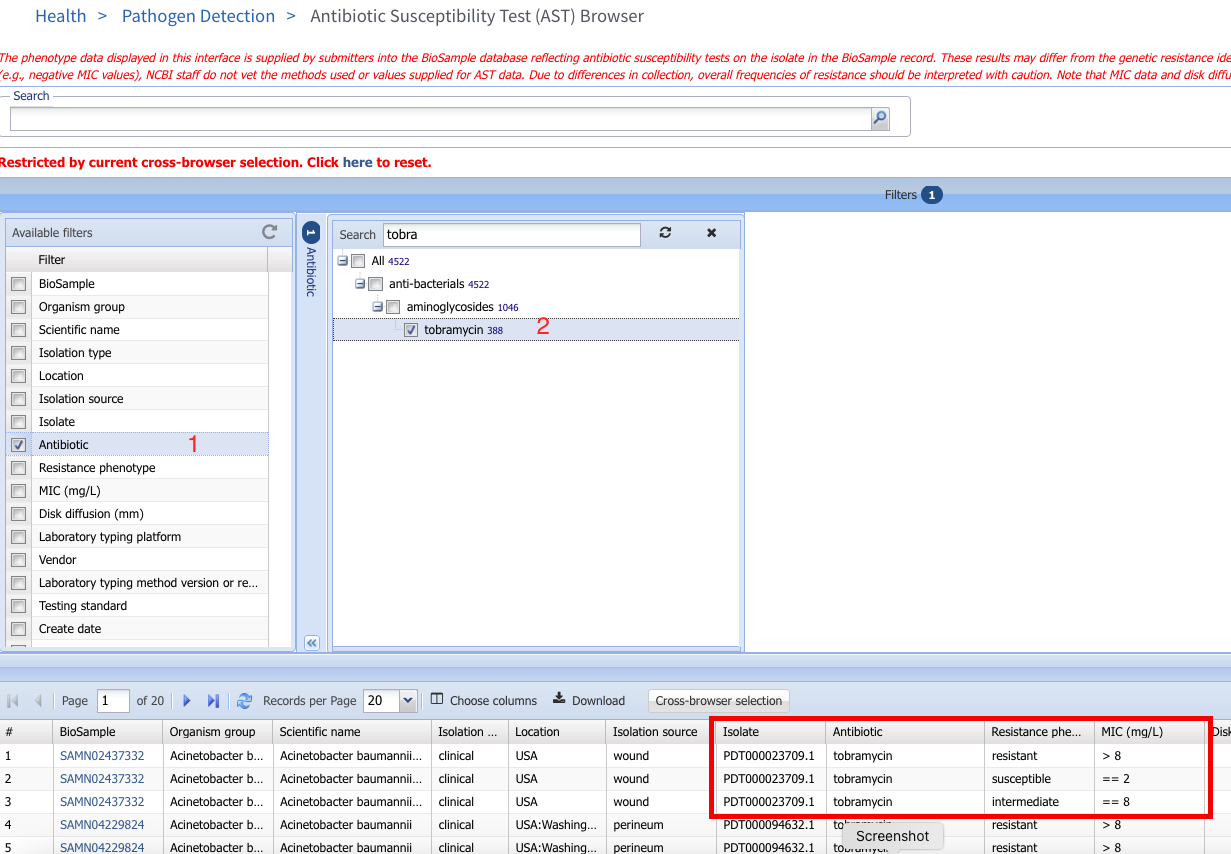 Health > Pathogen Detection > Antibiotic Susceptibility Test (AST) Browser
The phenotype data displayed in this interface is supplied by submitters into the BioSample database reflecting antibiotic susceptibility tests on the isolate in the BioSample record. These results may differ from the genetic resistance
(e.g., negative MIC values), NCBI staff do not vet the methods used or values supplied for AST data. Due to differences in collection, overall frequencies of resistance should be interpreted with caution. Note that MIC data and disk
Search
Restricted by current cross-browser selection. Click here to reset.
Filters 1
Available filters
Filter
BioSample
Organism group
Scientific name
Isolation type
Location
Isolation source
Isolate
Antibiotic 1
Resistance phenotype
MIC (mg/L)
Disk diffusion (mm)
Laboratory typing platform
Vendor
Laboratory typing method version or re...
Testing standard
Create date
1 Antibiotic
«
Search tobra
All 4522
anti-bacterials 4522
aminoglycosides 1046
tobramycin 388 2
Page 1 of 20 Records per Page 20 Choose columns Download Cross-browser selection
# BioSample Organism group Scientific name Isolation ... Location Isolation source Isolate Antibiotic Resistance phe... MIC (mg/L)
1 SAMN02437332 Acinetobacter b... Acinetobacter baumannii... clinical USA wound PDT000023709.1 tobramycin resistant > 8
2 SAMN02437332 Acinetobacter b... Acinetobacter baumannii... clinical USA wound PDT000023709.1 tobramycin susceptible == 2
3 SAMN02437332 Acinetobacter b... Acinetobacter baumannii... clinical USA wound PDT000023709.1 tobramycin intermediate == 8
4 SAMN04229824 Acinetobacter b... Acinetobacter baumannii clinical USA:Washing... perineum PDT000094632.1 tobramycin resistant > 8
5 SAMN04229824 Acinetobacter b... Acinetobacter baumannii clinical USA:Washing... perineum PDT000094632.1 tobramycin resistant > 8
Screenshot